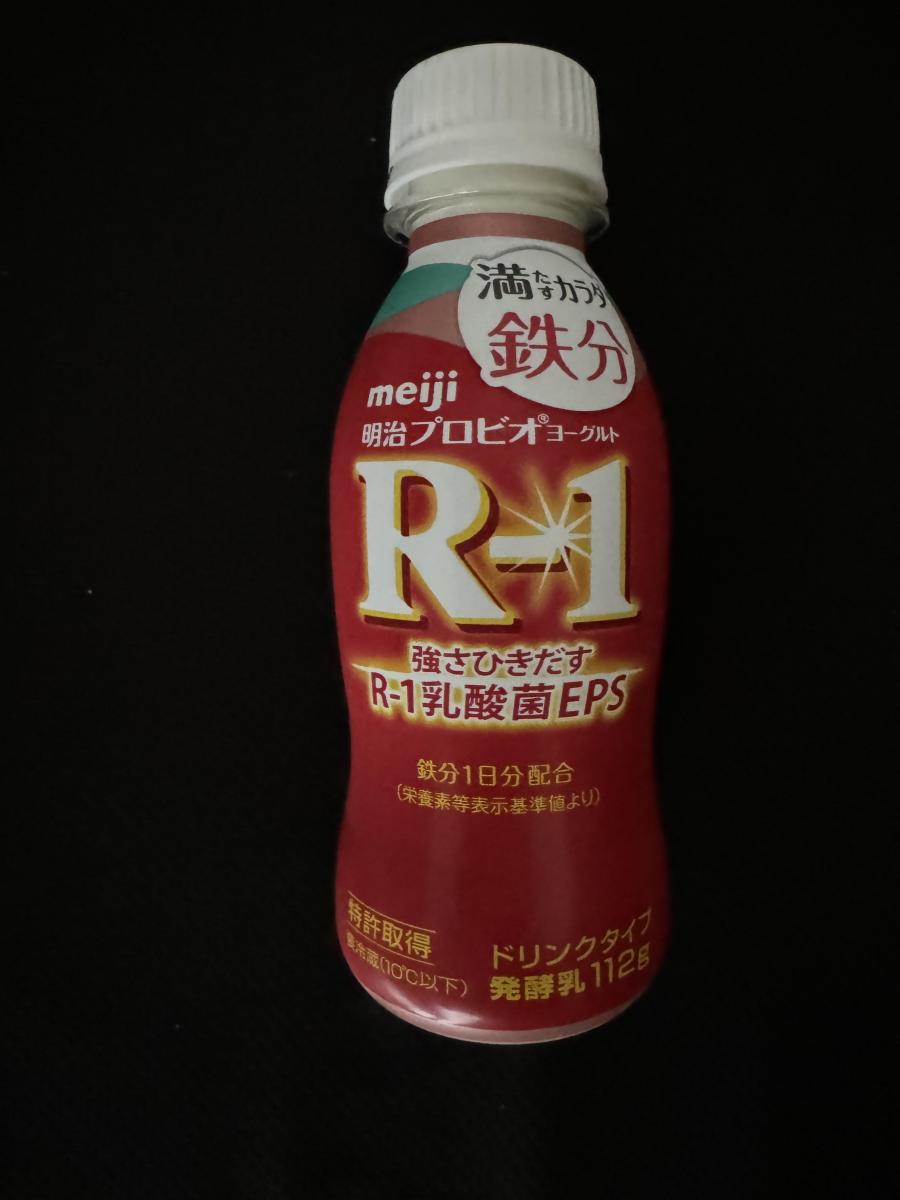 満たすカラダ
鉄分
meiji
明治プロビオ®ヨーグルト
R-1
強さひきだす
R-1乳酸菌EPS
鉄分1日分配合
(栄養素等表示基準値より)
特許取得
要冷蔵(10℃以下)
ドリンクタイプ
発酵乳112g